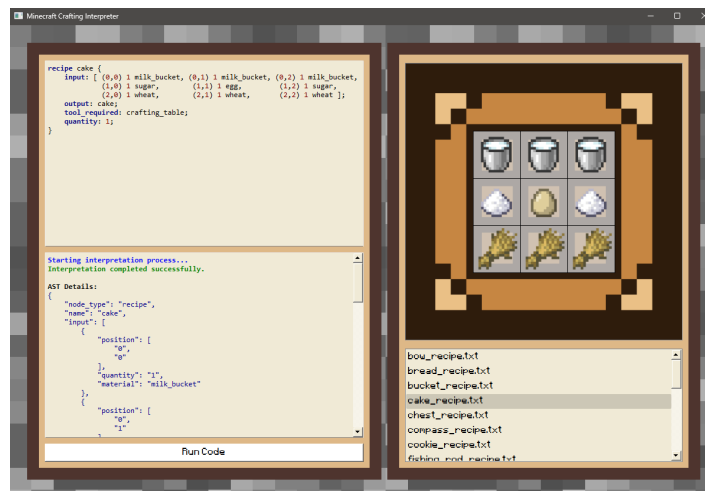 Minecraft Crafting Interpreter
recipe cake {
    input: [ (0,0) 1 milk_bucket, (0,1) 1 milk_bucket, (0,2) 1 milk_bucket,
             (1,0) 1 sugar,        (1,1) 1 egg,         (1,2) 1 sugar,
             (2,0) 1 wheat,        (2,1) 1 wheat,       (2,2) 1 wheat ];
    output: cake;
    tool_required: crafting_table;
    quantity: 1;
}
Starting interpretation process...
Interpretation completed successfully.
AST Details:
{
    "node_type": "recipe",
    "name": "cake",
    "input": [
        {
            "position": [
                "0",
                "0"
            ],
            "quantity": "1",
            "material": "milk_bucket"
        },
        {
            "position": [
                "0",
                "1"
            ]
Run Code
bow_recipe.txt
bread_recipe.txt
bucket_recipe.txt
cake_recipe.txt
chest_recipe.txt
compass_recipe.txt
cookie_recipe.txt
fishing_rod_recipe.txt